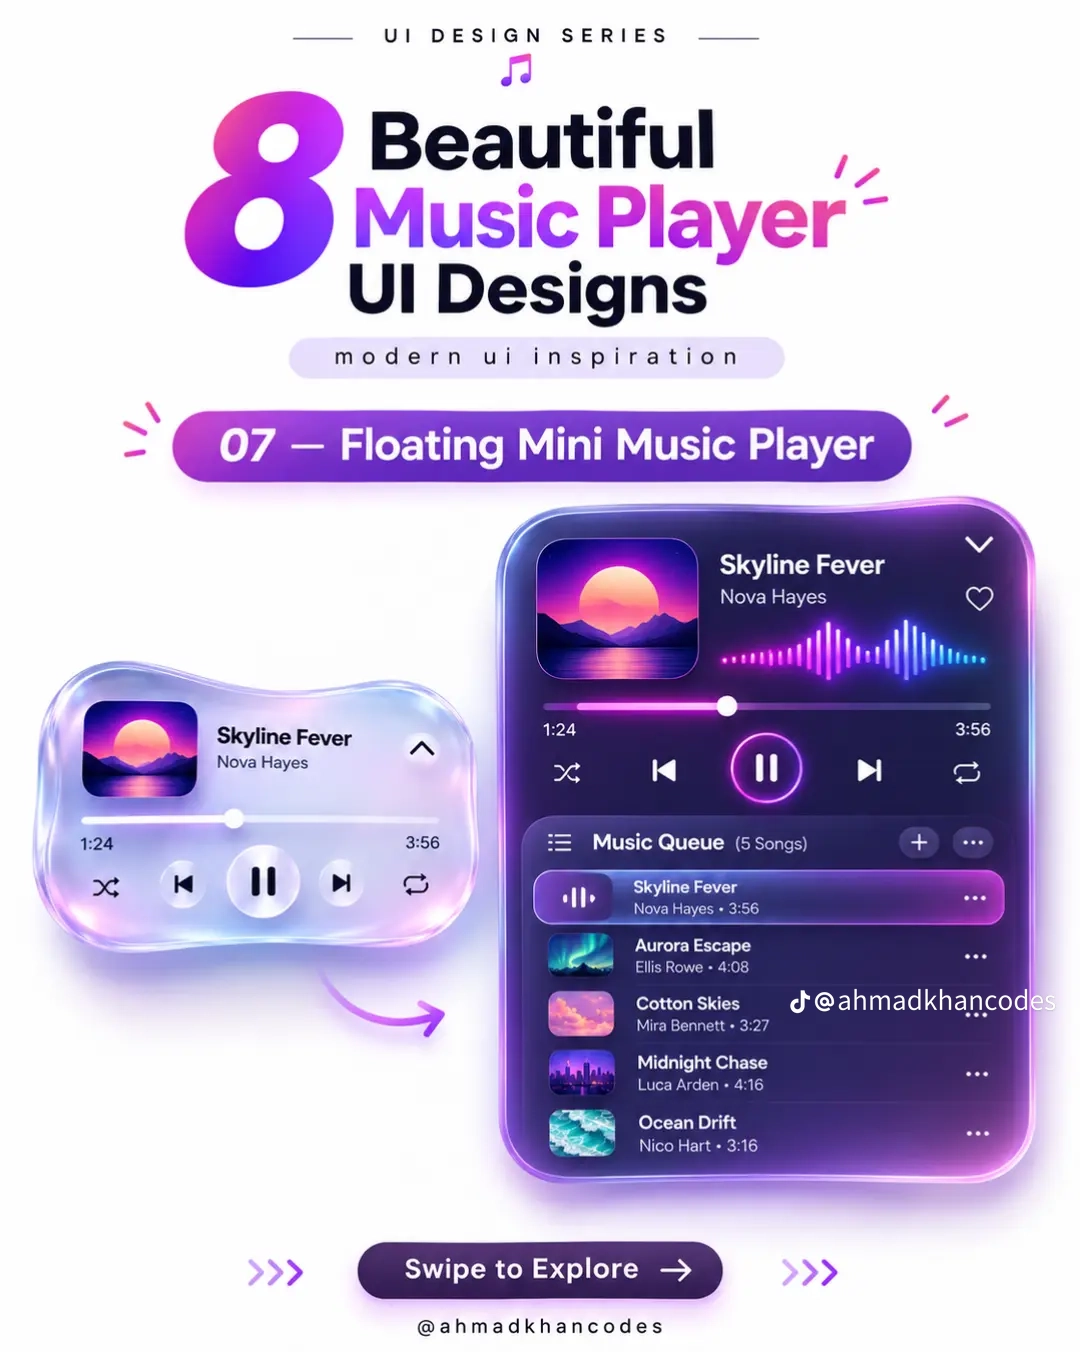 UI DESIGN SERIES
8 Beautiful
Music Player
UI Designs
modern ui inspiration
07 — Floating Mini Music Player
Skyline Fever
Nova Hayes
1:24
3:56
Skyline Fever
Nova Hayes
1:24
3:56
Music Queue (5 Songs)
Skyline Fever
Nova Hayes • 3:56
Aurora Escape
Ellis Rowe • 4:08
Cotton Skies
Mira Bennett • 3:27
@ahmadkhancodes
Midnight Chase
Luca Arden • 4:16
Ocean Drift
Nico Hart • 3:16
Swipe to Explore →
@ahmadkhancodes